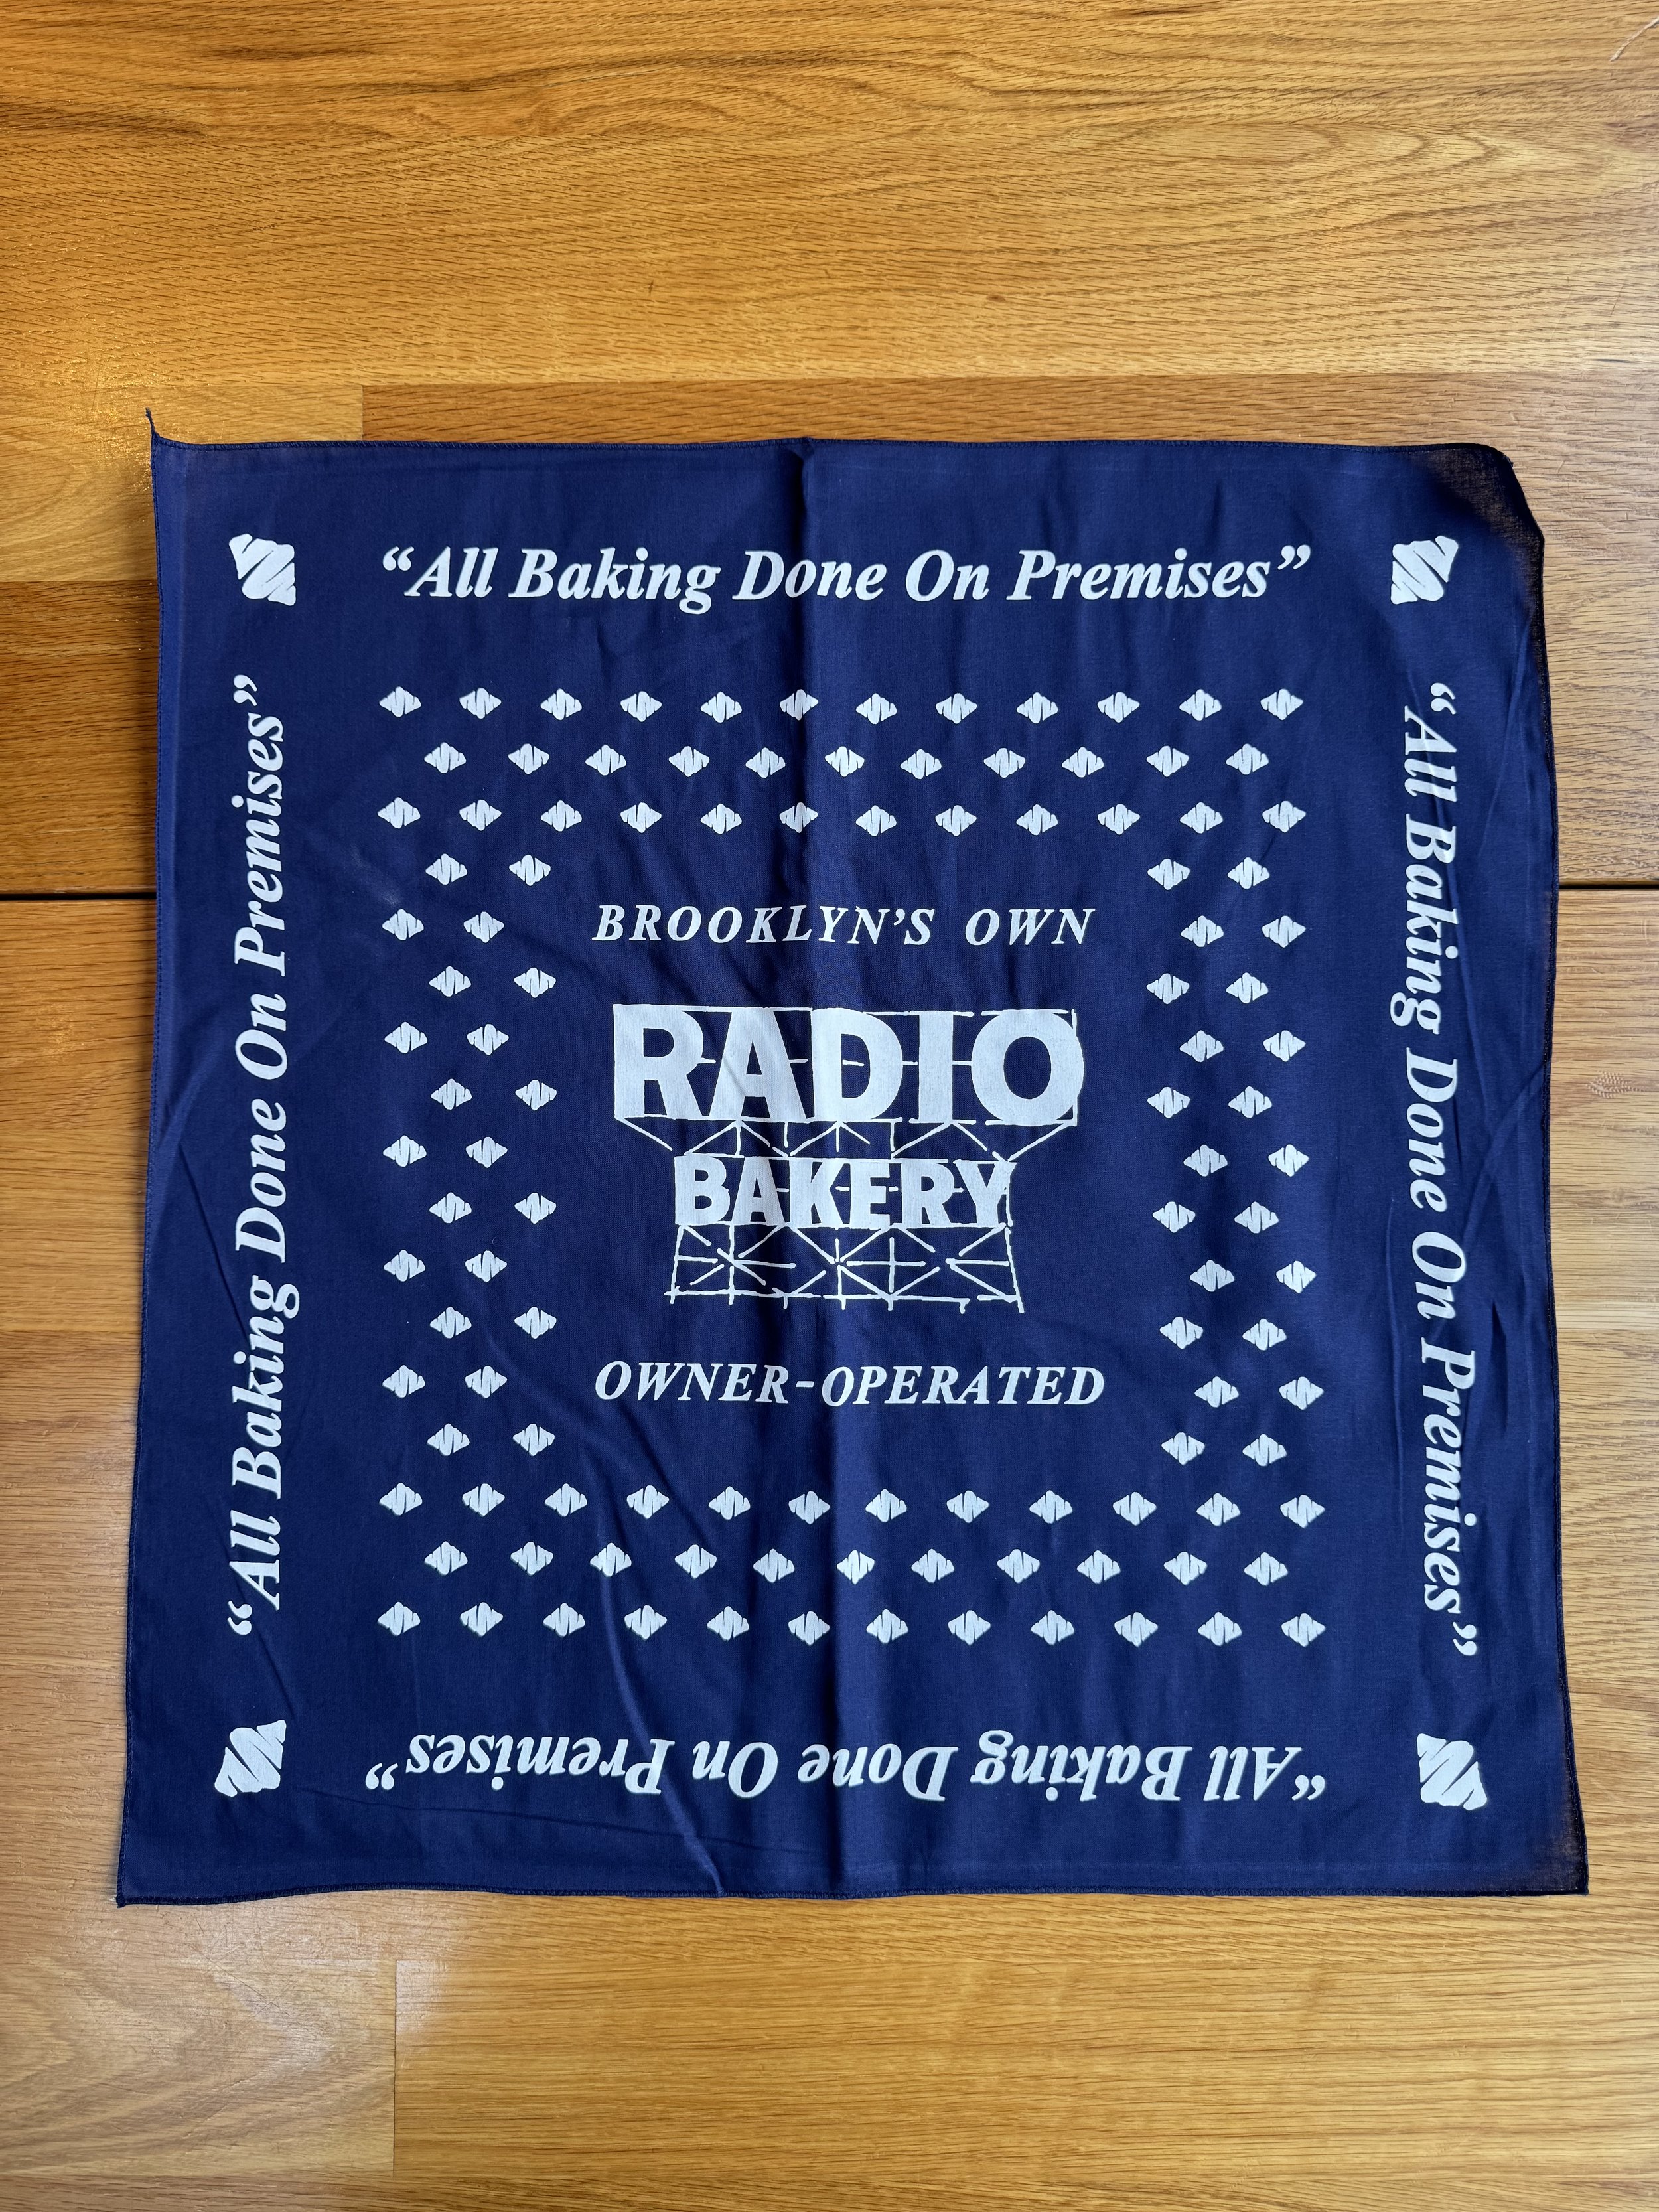 “All Baking Done On Premises”
“All Baking Done On Premises”
“All Baking Done On Premises”
BROOKLYN’S OWN
RADIO
BAKERY
OWNER-OPERATED
“All Baking Done On Premises”